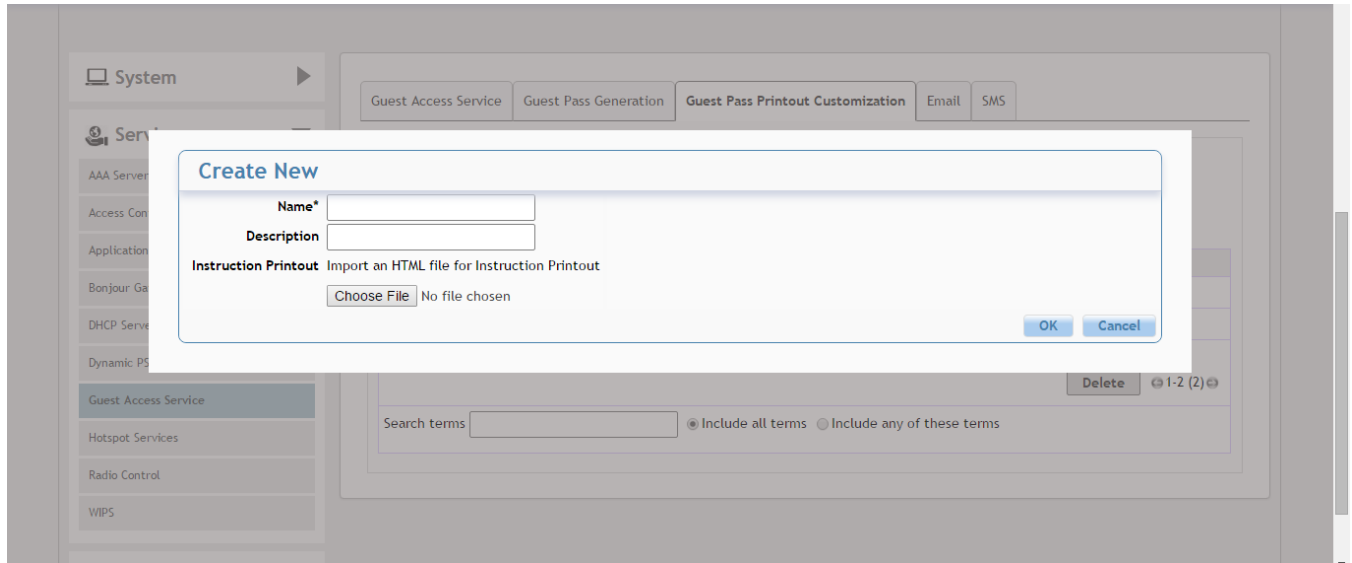 System
Guest Access Service
Guest Pass Generation
Guest Pass Printout Customization
Email
SMS
AAA Server
Access Con
Application
Bonjour Ga
DHCP Serve
Dynamic PS
Guest Access Service
Hotspot Services
Radio Control
WIPS
Create New
Name*
Description
Instruction Printout Import an HTML file for Instruction Printout
Choose File No file chosen
OK Cancel
Delete 1-2 (2)
Search terms Include all terms Include any of these terms